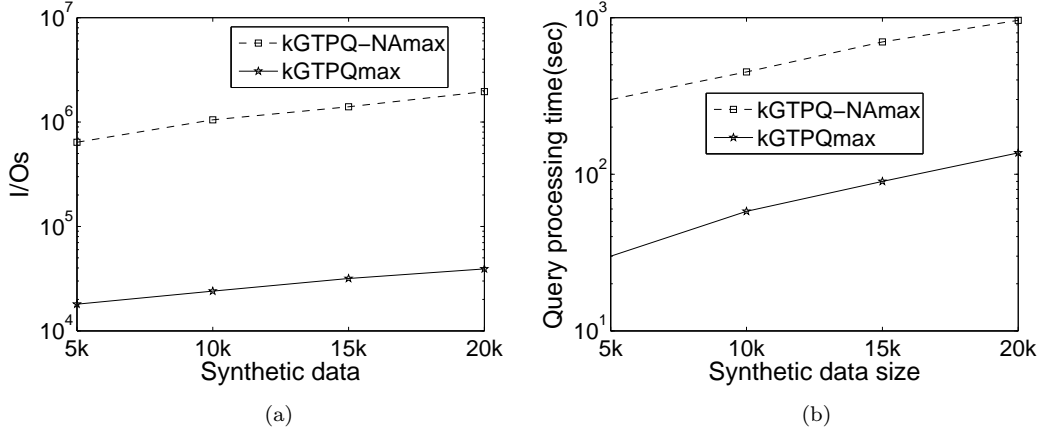 10^7
10^6
10^5
10^4
I/Os
kGTPQ-NAmax
kGTPQmax
5k 10k 15k 20k
Synthetic data
(a)
10^3
10^2
10^1
Query processing time(sec)
kGTPQ-NAmax
kGTPQmax
5k 10k 15k 20k
Synthetic data size
(b)